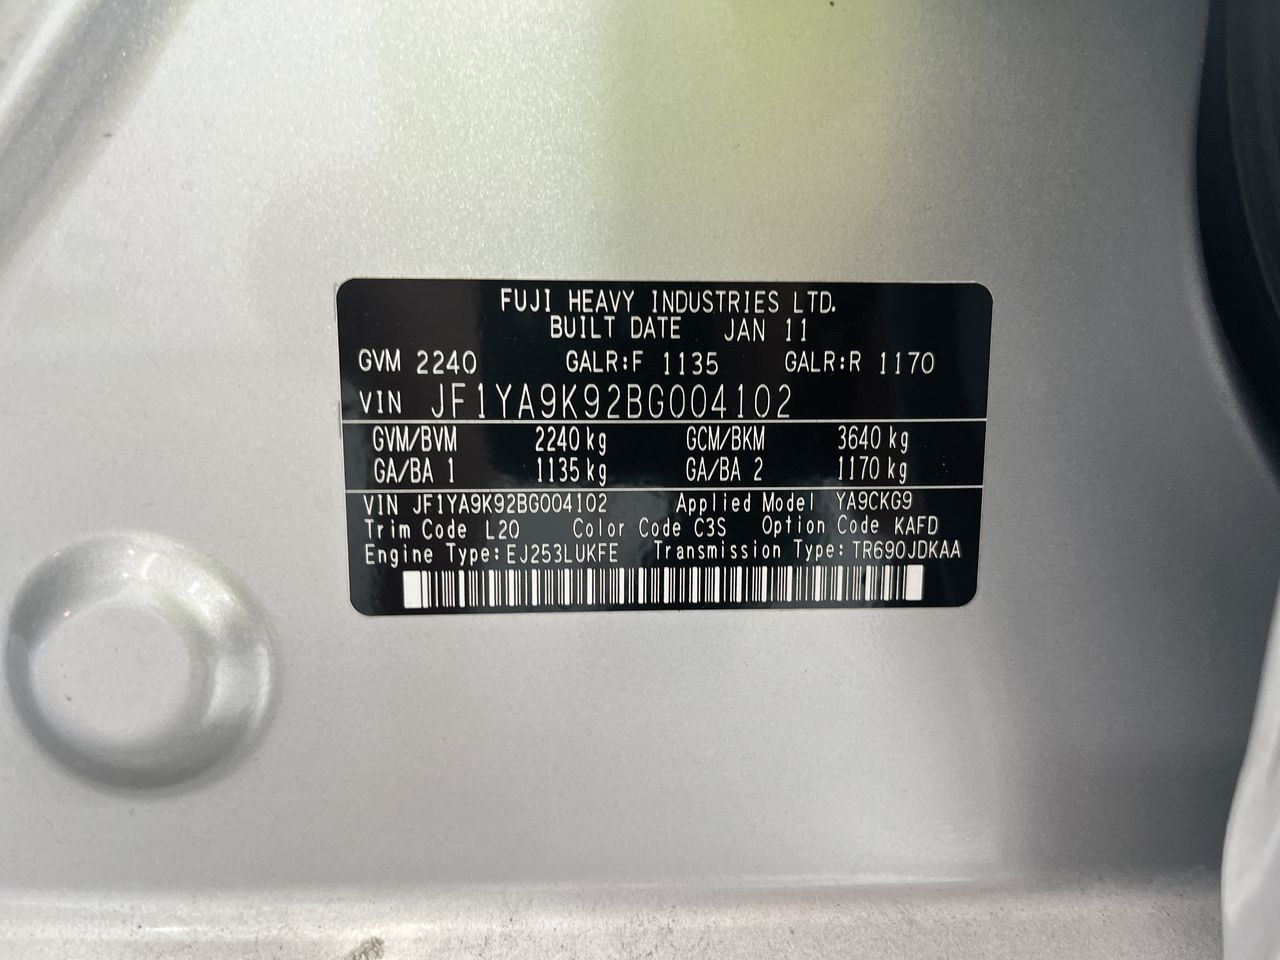 FUJI HEAVY INDUSTRIES LTD.
BUILT DATE JAN 11
GVM 2240 GALR:F 1135 GALR:R 1170
VIN JF1YA9K92BG004102
GVM/BVM 2240 kg GCM/BKM 3640 kg
GA/BA 1 1135 kg GA/BA 2 1170 kg
VIN JF1YA9K92BG004102 Applied Model YA9CKG9
Trim Code L20 Color Code C3S Option Code KAFD
Engine Type: EJ253LUKFE Transmission Type: TR690JDKAA